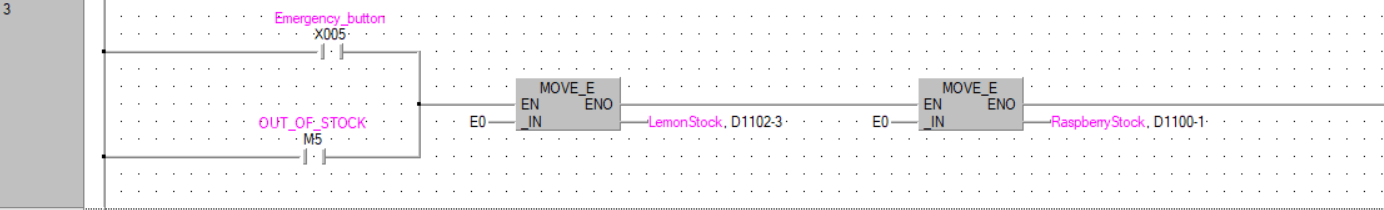 3
Emergency_button
X005
MOVE_E
EN ENO
E0 _IN LemonStock, D1102-3
MOVE_E
EN ENO
E0 _IN RaspberryStock, D1100-1
OUT_OF_STOCK
M5